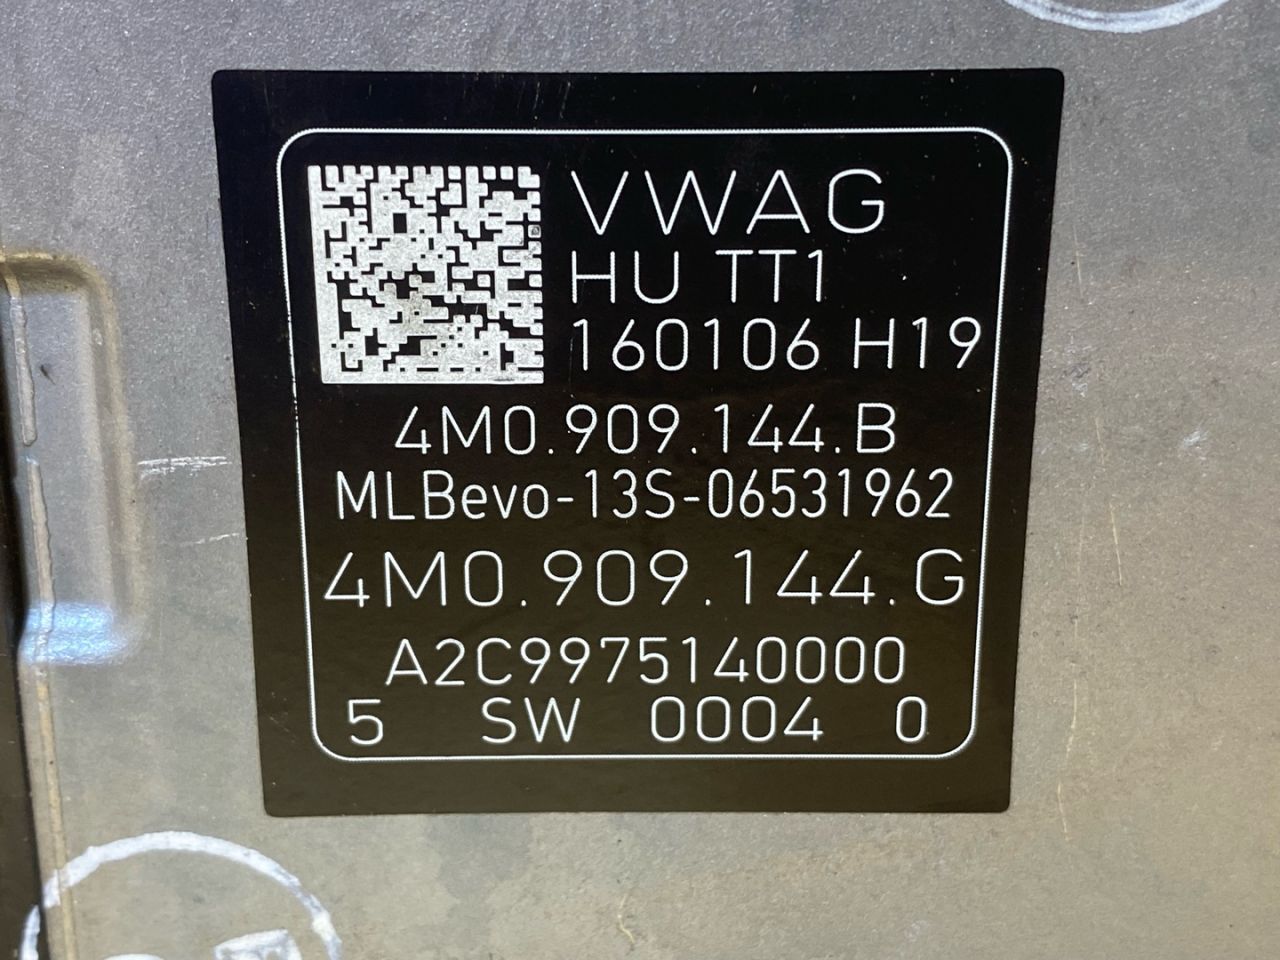 VWAG
HU TT1
160106 H19
4M0.909.144.B
MLBevo-13S-06531962
4M0.909.144.G
A2C9975140000
5 SW 0004 0